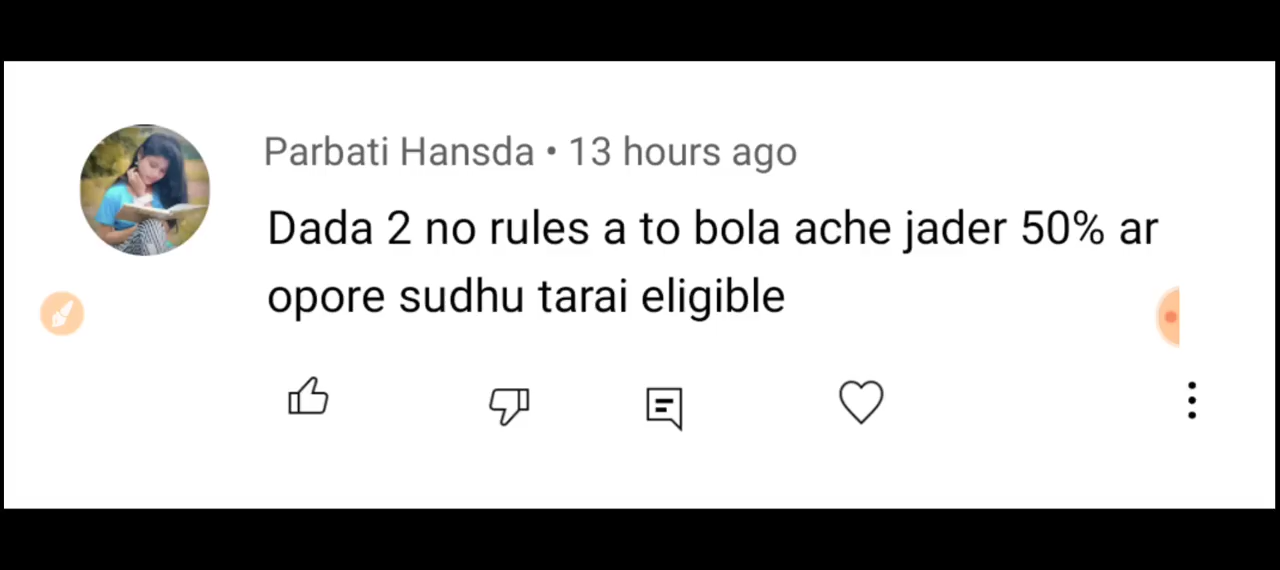 Parbati Hansda • 13 hours ago
Dada 2 no rules a to bola ache jader 50% ar
opore sudhu tarai eligible